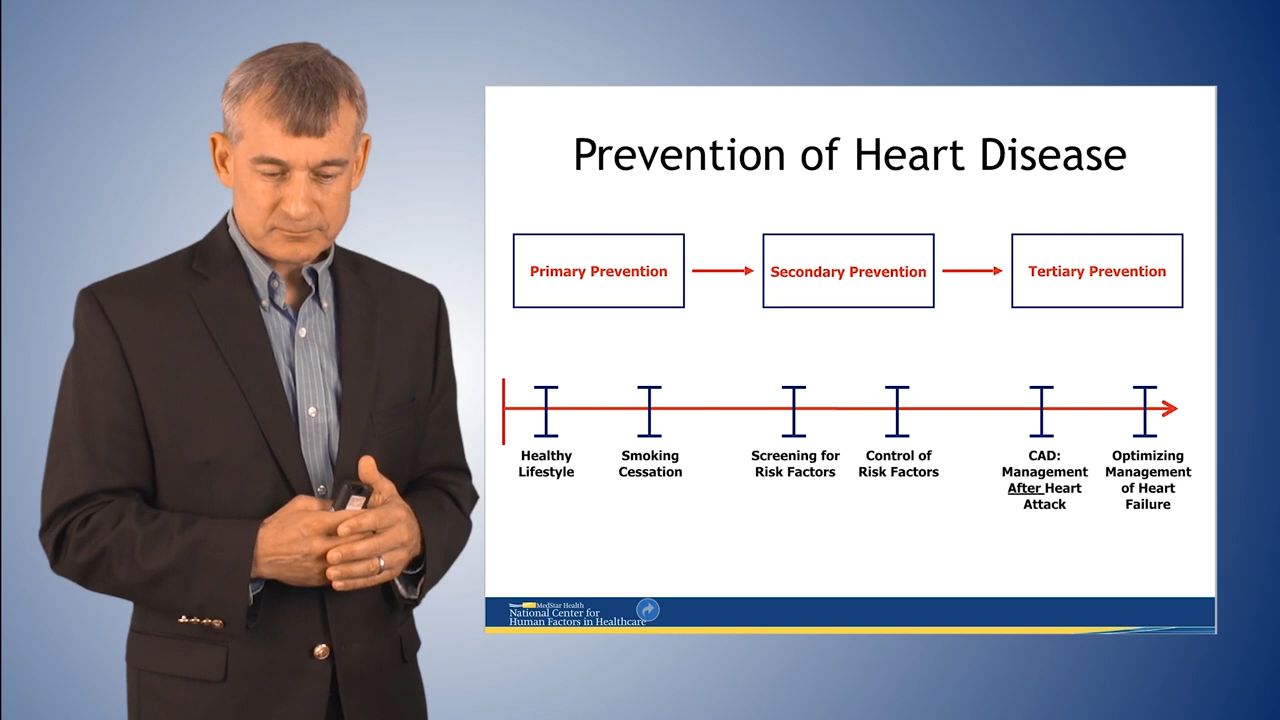 Prevention of Heart Disease
Primary Prevention
Secondary Prevention
Tertiary Prevention
Healthy
Lifestyle
Smoking
Cessation
Screening for
Risk Factors
Control of
Risk Factors
CAD:
Management
After Heart
Attack
Optimizing
Management
of Heart
Failure
MedStar Health
National Center for
Human Factors in Healthcare